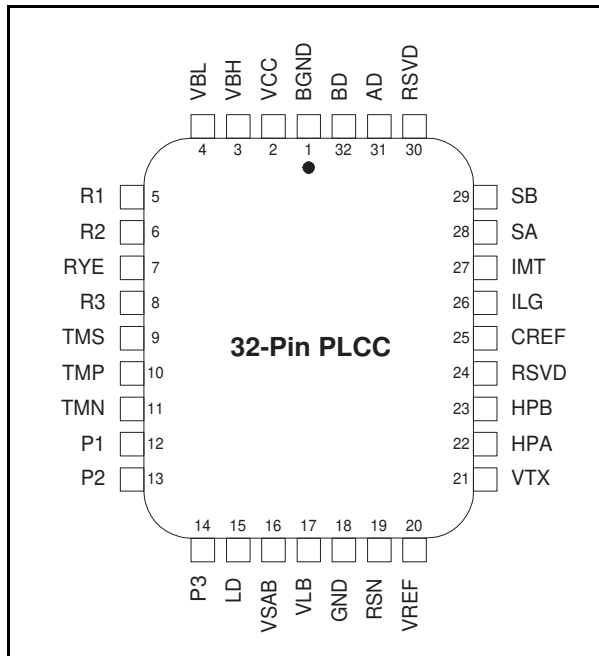 VBL VBH VCC BGND BD AD RSVD
4 3 2 1 32 31 30
R1 5 29 SB
R2 6 28 SA
RYE 7 27 IMT
R3 8 26 ILG
TMS 9 25 CREF
32-Pin PLCC
TMP 10 24 RSVD
TMN 11 23 HPB
P1 12 22 HPA
P2 13 21 VTX
14 15 16 17 18 19 20
P3 LD VSAB VLB GND RSN VREF